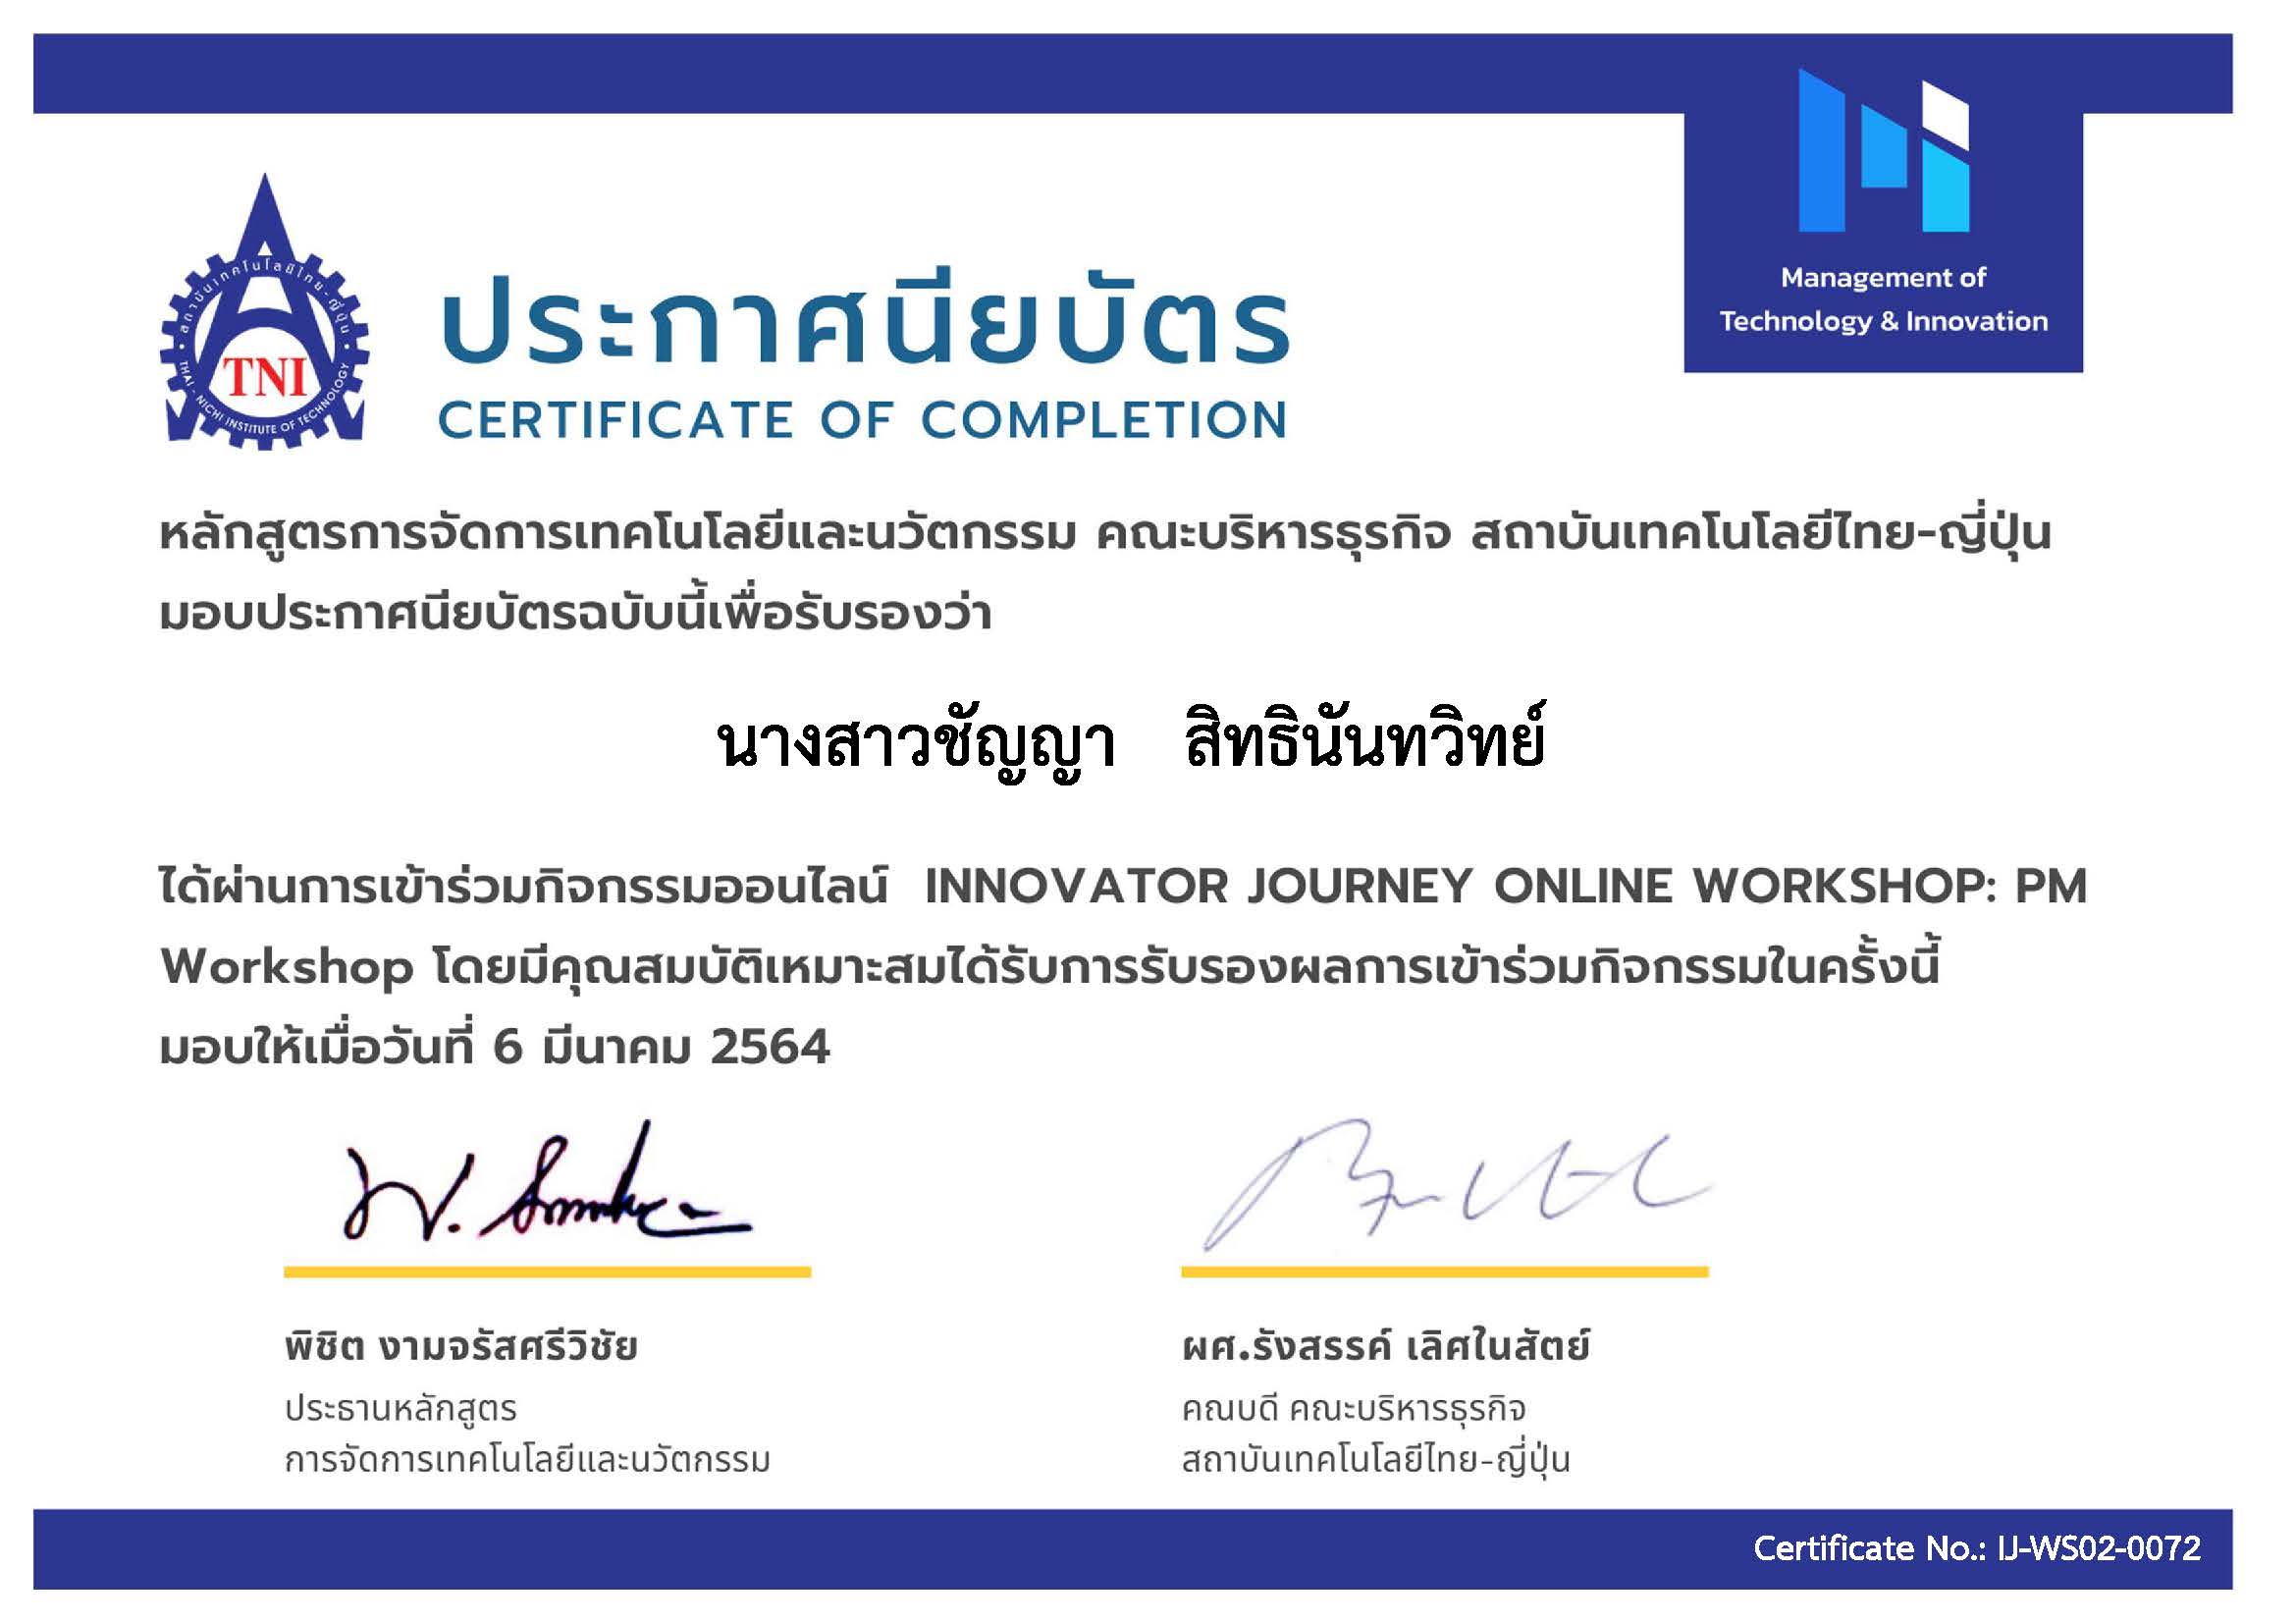 สถาบันเทคโนโลยีไทย-ญี่ปุ่น
TNI
THAI - NICHI INSTITUTE OF TECHNOLOGY
ประกาศนียบัตร
CERTIFICATE OF COMPLETION
Management of
Technology & Innovation
หลักสูตรการจัดการเทคโนโลยีและนวัตกรรม คณะบริหารธุรกิจ สถาบันเทคโนโลยีไทย-ญี่ปุ่น
มอบประกาศนียบัตรฉบับนี้เพื่อรับรองว่า
นางสาวชัญญา สิทธินันทวิทย์
ได้ผ่านการเข้าร่วมกิจกรรมออนไลน์ INNOVATOR JOURNEY ONLINE WORKSHOP: PM
Workshop โดยมีคุณสมบัติเหมาะสมได้รับการรับรองผลการเข้าร่วมกิจกรรมในครั้งนี้
มอบให้เมื่อวันที่ 6 มีนาคม 2564
พิชิต งามจรัสศรีวิชัย
ประธานหลักสูตร
การจัดการเทคโนโลยีและนวัตกรรม
ผศ.รังสรรค์ เลิศในสัตย์
คณบดี คณะบริหารธุรกิจ
สถาบันเทคโนโลยีไทย-ญี่ปุ่น
Certificate No.: IJ-WS02-0072